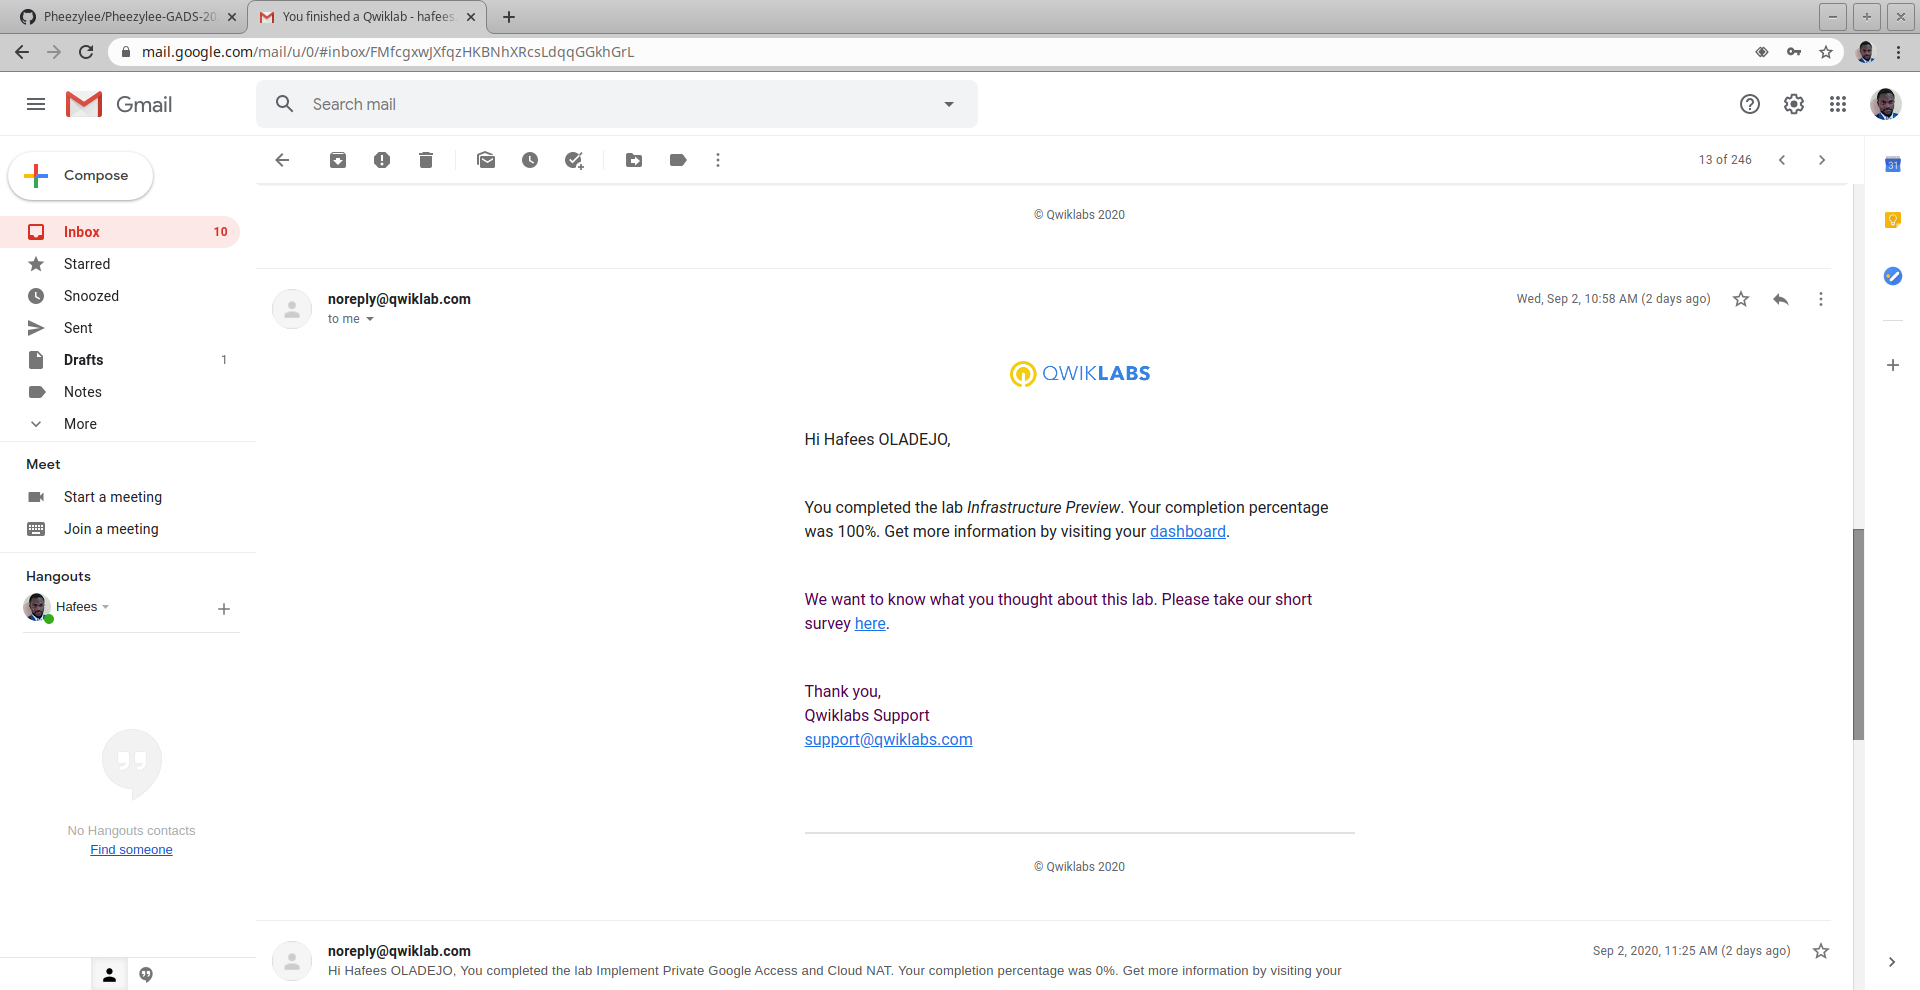 Pheezylee/Pheezylee-GADS-20
You finished a Qwiklab - hafees.
mail.google.com/mail/u/0/#inbox/FMfcgxwJXfqzHKBNhXRcsLdqqGGkhGrL
Gmail
Search mail
Compose
13 of 246
31
Inbox 10
Starred
Snoozed
Sent
Drafts 1
Notes
More
Meet
Start a meeting
Join a meeting
Hangouts
Hafees
No Hangouts contacts
Find someone
© Qwiklabs 2020
noreply@qwiklab.com
Wed, Sep 2, 10:58 AM (2 days ago)
to me
QWIKLABS
Hi Hafees OLADEJO,
You completed the lab Infrastructure Preview. Your completion percentage
was 100%. Get more information by visiting your dashboard.
We want to know what you thought about this lab. Please take our short
survey here.
Thank you,
Qwiklabs Support
support@qwiklabs.com
© Qwiklabs 2020
noreply@qwiklab.com
Sep 2, 2020, 11:25 AM (2 days ago)
Hi Hafees OLADEJO, You completed the lab Implement Private Google Access and Cloud NAT. Your completion percentage was 0%. Get more information by visiting your